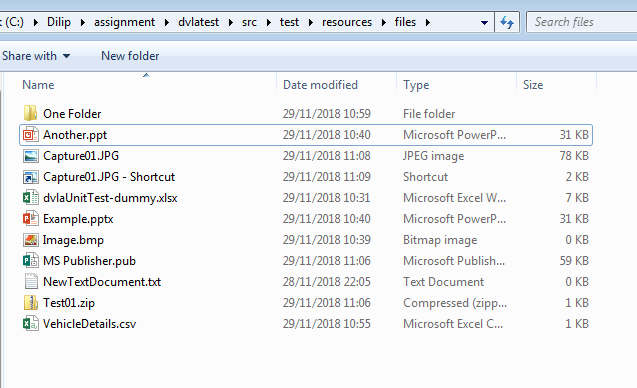 (C:) Dilip assignment dvlatest src test resources files Search files
Share with New folder
Name Date modified Type Size
One Folder 29/11/2018 10:59 File folder
Another.ppt 29/11/2018 10:40 Microsoft PowerP... 31 KB
Capture01.JPG 29/11/2018 11:08 JPEG image 78 KB
Capture01.JPG - Shortcut 29/11/2018 11:09 Shortcut 2 KB
dvlaUnitTest-dummy.xlsx 29/11/2018 10:31 Microsoft Excel W... 7 KB
Example.pptx 29/11/2018 10:40 Microsoft PowerP... 31 KB
Image.bmp 29/11/2018 10:39 Bitmap image 0 KB
MS Publisher.pub 29/11/2018 11:06 Microsoft Publish... 59 KB
NewTextDocument.txt 28/11/2018 22:05 Text Document 0 KB
Test01.zip 29/11/2018 11:06 Compressed (zipp... 1 KB
VehicleDetails.csv 29/11/2018 10:55 Microsoft Excel C... 1 KB